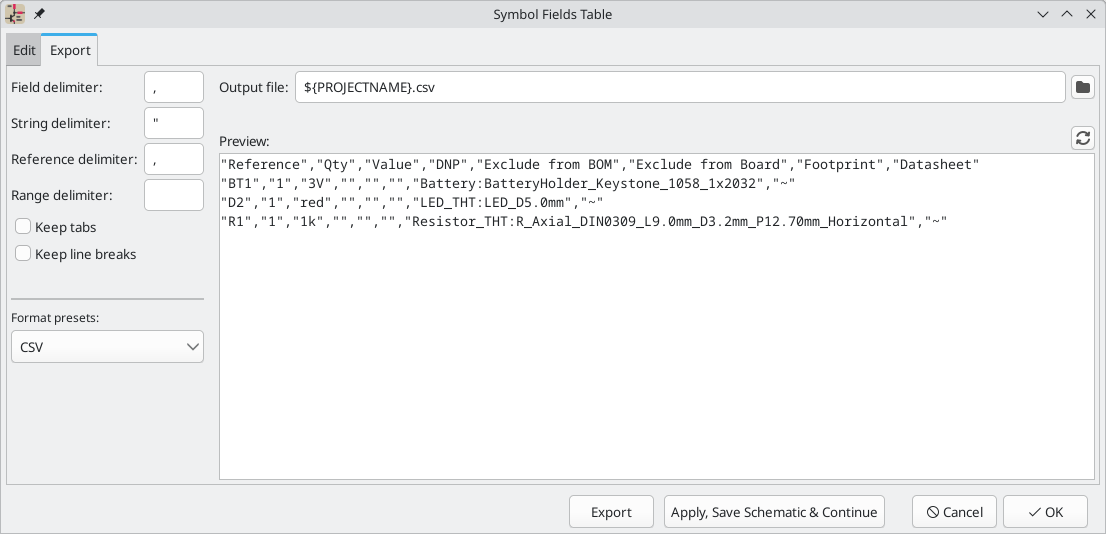 Symbol Fields Table
Edit
Export
Field delimiter:
,
String delimiter:
"
Reference delimiter:
,
Range delimiter:
Keep tabs
Keep line breaks
Format presets:
CSV
Output file:
${PROJECTNAME}.csv
Preview:
"Reference","Qty","Value","DNP","Exclude from BOM","Exclude from Board","Footprint","Datasheet"
"BT1","1","3V","","","","Battery:BatteryHolder_Keystone_1058_1x2032","~"
"D2","1","red","","","","LED_THT:LED_D5.0mm","~"
"R1","1","1k","","","","Resistor_THT:R_Axial_DIN0309_L9.0mm_D3.2mm_P12.70mm_Horizontal","~"
Export
Apply, Save Schematic & Continue
Cancel
OK